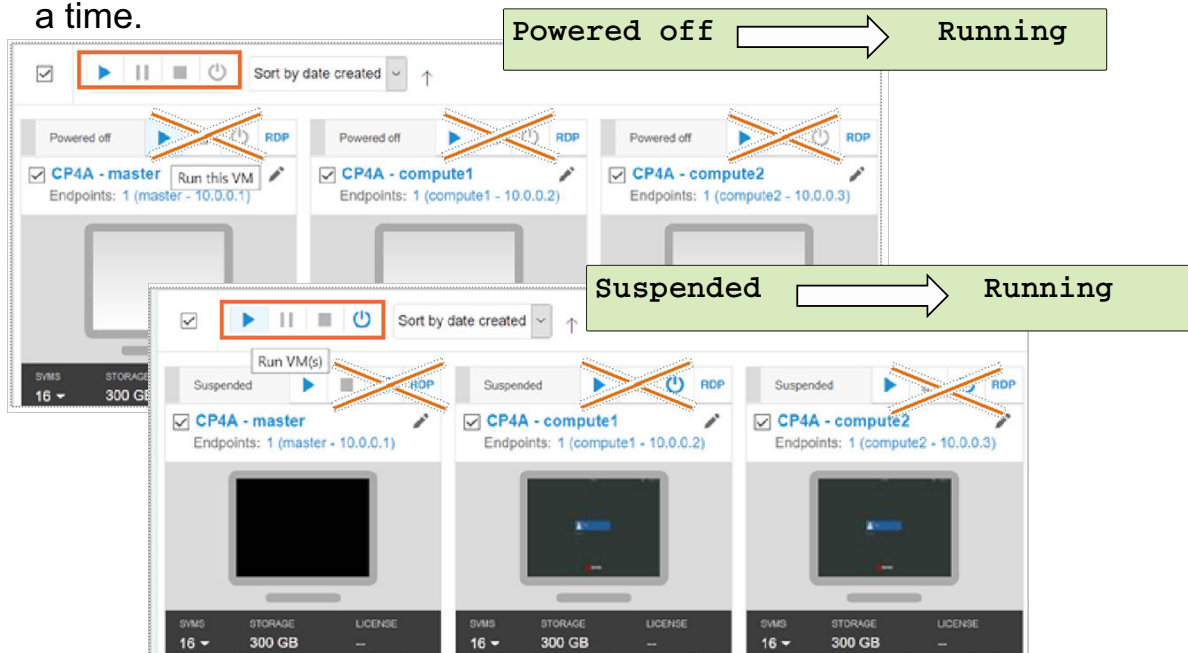 a time.
Powered off Running
Sort by date created
Powered off RDP Powered off RDP Powered off RDP
CP4A - master CP4A - compute1 CP4A - compute2
Run this VM
Endpoints: 1 (master - 10.0.0.1) Endpoints: 1 (compute1 - 10.0.0.2) Endpoints: 1 (compute2 - 10.0.0.3)
SVMS STORAGE
16 300 GB
Suspended Running
Sort by date created
Run VM(s)
Suspended RDP Suspended RDP Suspended RDP
CP4A - master CP4A - compute1 CP4A - compute2
Endpoints: 1 (master - 10.0.0.1) Endpoints: 1 (compute1 - 10.0.0.2) Endpoints: 1 (compute2 - 10.0.0.3)
SVMS STORAGE LICENSE SVMS STORAGE LICENSE SVMS STORAGE LICENSE
16 300 GB -- 16 300 GB -- 16 300 GB --